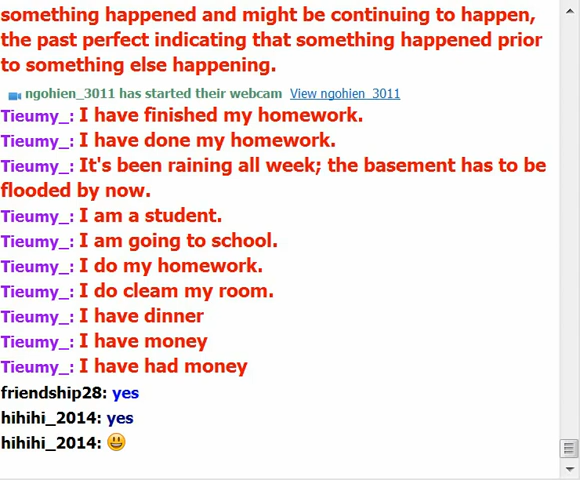 something happened and might be continuing to happen,
the past perfect indicating that something happened prior
to something else happening.
ngohien_3011 has started their webcam View ngohien_3011
Tieumy_: I have finished my homework.
Tieumy_: I have done my homework.
Tieumy_: It's been raining all week; the basement has to be
flooded by now.
Tieumy_: I am a student.
Tieumy_: I am going to school.
Tieumy_: I do my homework.
Tieumy_: I do cleam my room.
Tieumy_: I have dinner
Tieumy_: I have money
Tieumy_: I have had money
friendship28: yes
hihihi_2014: yes
hihihi_2014: 😃